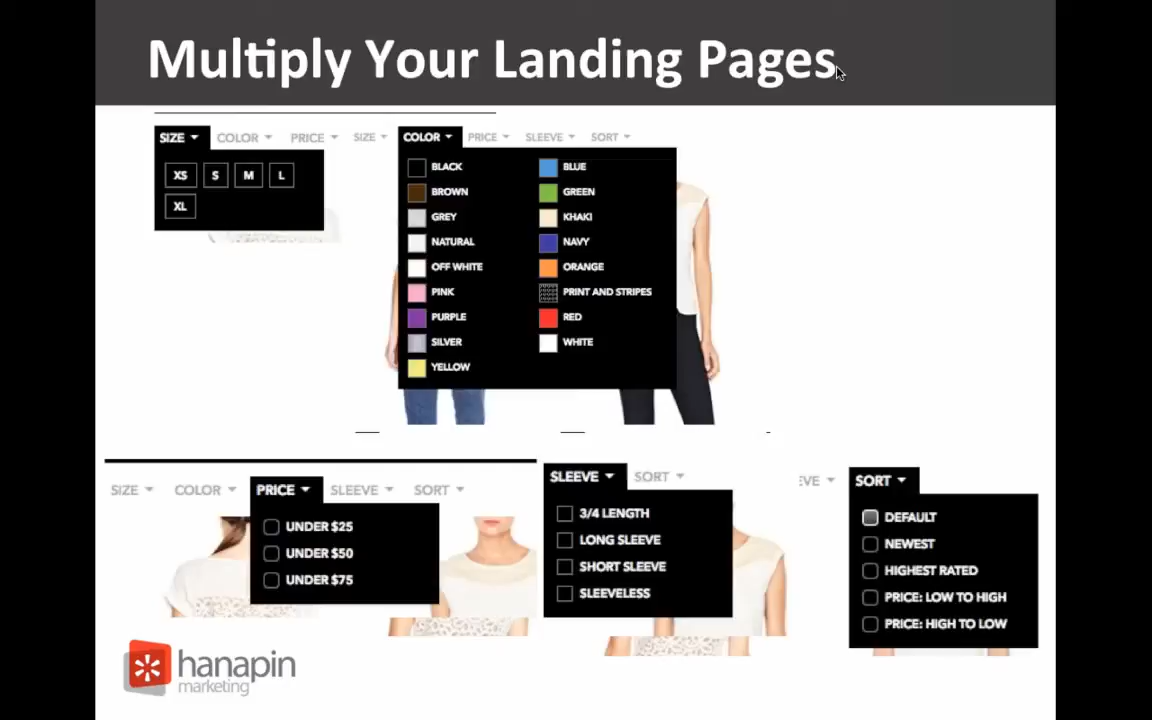 Multiply Your Landing Pages
SIZE COLOR PRICE
XS S M L
XL
SIZE COLOR PRICE SLEEVE SORT
BLACK BLUE
BROWN GREEN
GREY KHAKI
NATURAL NAVY
OFF WHITE ORANGE
PINK PRINT AND STRIPES
PURPLE RED
SILVER WHITE
YELLOW
SIZE COLOR PRICE SLEEVE SORT
UNDER $25
UNDER $50
UNDER $75
SLEEVE SORT
3/4 LENGTH
LONG SLEEVE
SHORT SLEEVE
SLEEVELESS
EVE SORT
DEFAULT
NEWEST
HIGHEST RATED
PRICE: LOW TO HIGH
PRICE: HIGH TO LOW
hanapin
marketing